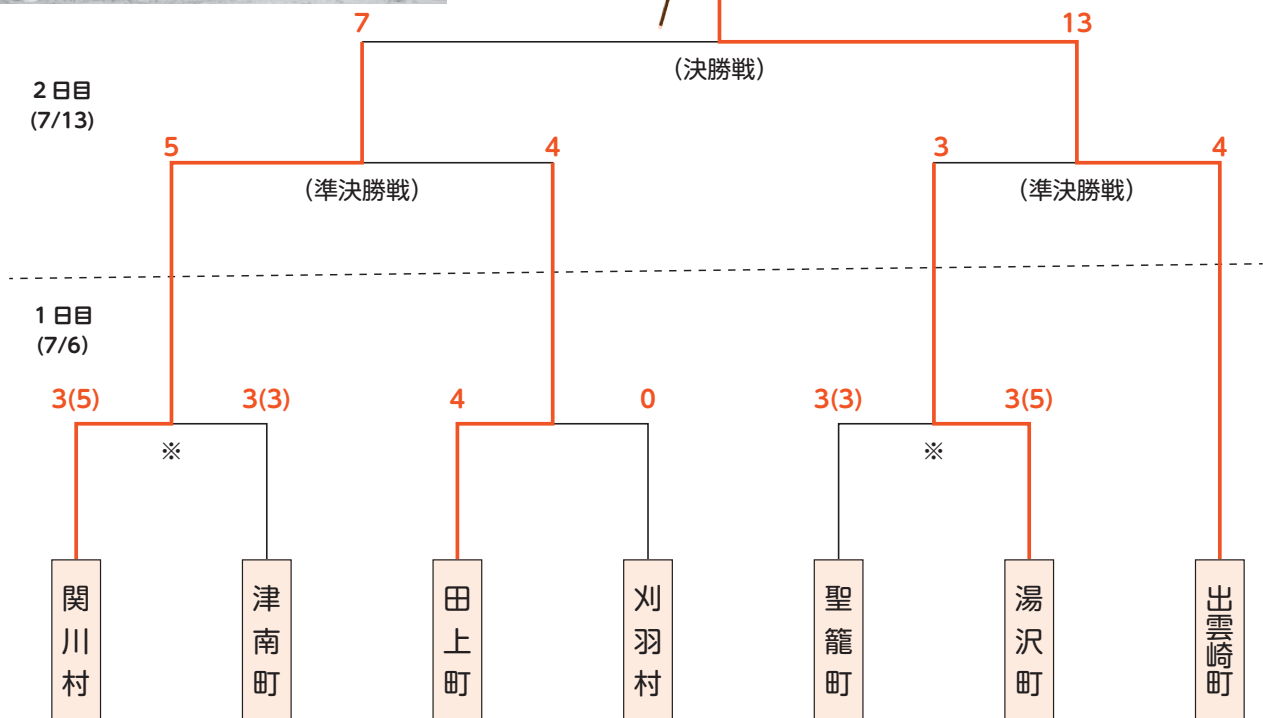 7
13
(決勝戦)
2日目
(7/13)
5
4
3
4
(準決勝戦)
(準決勝戦)
1日目
(7/6)
3(5)
3(3)
4
0
3(3)
3(5)
※
※
関川村
津南町
田上町
刈羽村
聖籠町
湯沢町
出雲崎町